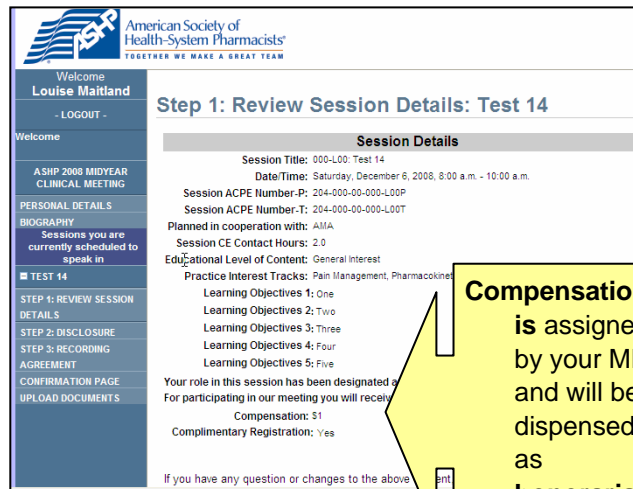 ASHP
American Society of
Health-System Pharmacists®
TOGETHER WE MAKE A GREAT TEAM
Welcome
Louise Maitland
- LOGOUT -
Welcome
ASHP 2008 MIDYEAR
CLINICAL MEETING
PERSONAL DETAILS
BIOGRAPHY
Sessions you are
currently scheduled to
speak in
TEST 14
STEP 1: REVIEW SESSION
DETAILS
STEP 2: DISCLOSURE
STEP 3: RECORDING
AGREEMENT
CONFIRMATION PAGE
UPLOAD DOCUMENTS
Step 1: Review Session Details: Test 14
Session Details
Session Title: 000-L00: Test 14
Date/Time: Saturday, December 6, 2008, 8:00 a.m. - 10:00 a.m.
Session ACPE Number-P: 204-000-00-000-L00P
Session ACPE Number-T: 204-000-00-000-L00T
Planned in cooperation with: AMA
Session CE Contact Hours: 2.0
Educational Level of Content: General Interest
Practice Interest Tracks: Pain Management, Pharmacokinet
Learning Objectives 1: One
Learning Objectives 2: Two
Learning Objectives 3: Three
Learning Objectives 4: Four
Learning Objectives 5: Five
Your role in this session has been designated a
For participating in our meeting you will receiv
Compensation: $1
Complimentary Registration: Yes
If you have any question or changes to the above
Compensatio
is assigne
by your
and will be
dispensed
as